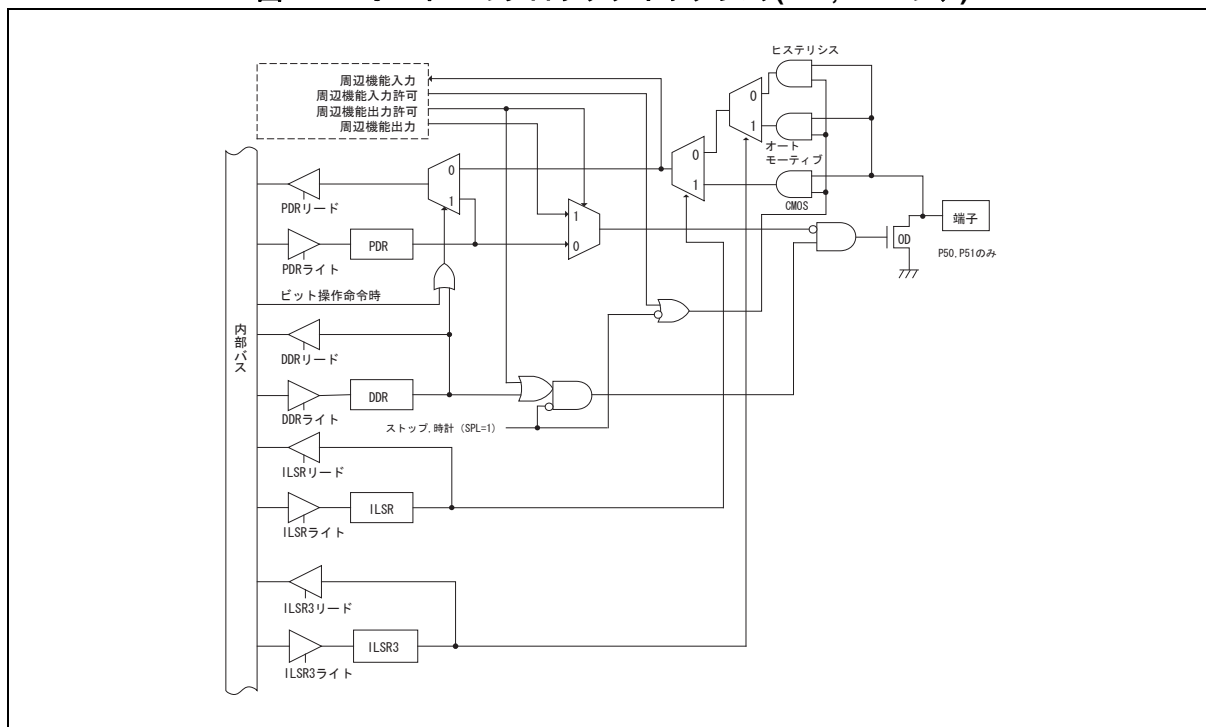 ヒステリシス
周辺機能入力
周辺機能入力許可
周辺機能出力許可
周辺機能出力
0
1
オート
モーティブ
0
1
CMOS
0
1
PDRリード
1
0
端子
OD
P50, P51のみ
PDR
PDRライト
ビット操作命令時
内部バス
DDRリード
DDR
DDRライト
ストップ, 時計 (SPL=1)
ILSRリード
ILSR
ILSRライト
ILSR3リード
ILSR3
ILSR3ライト